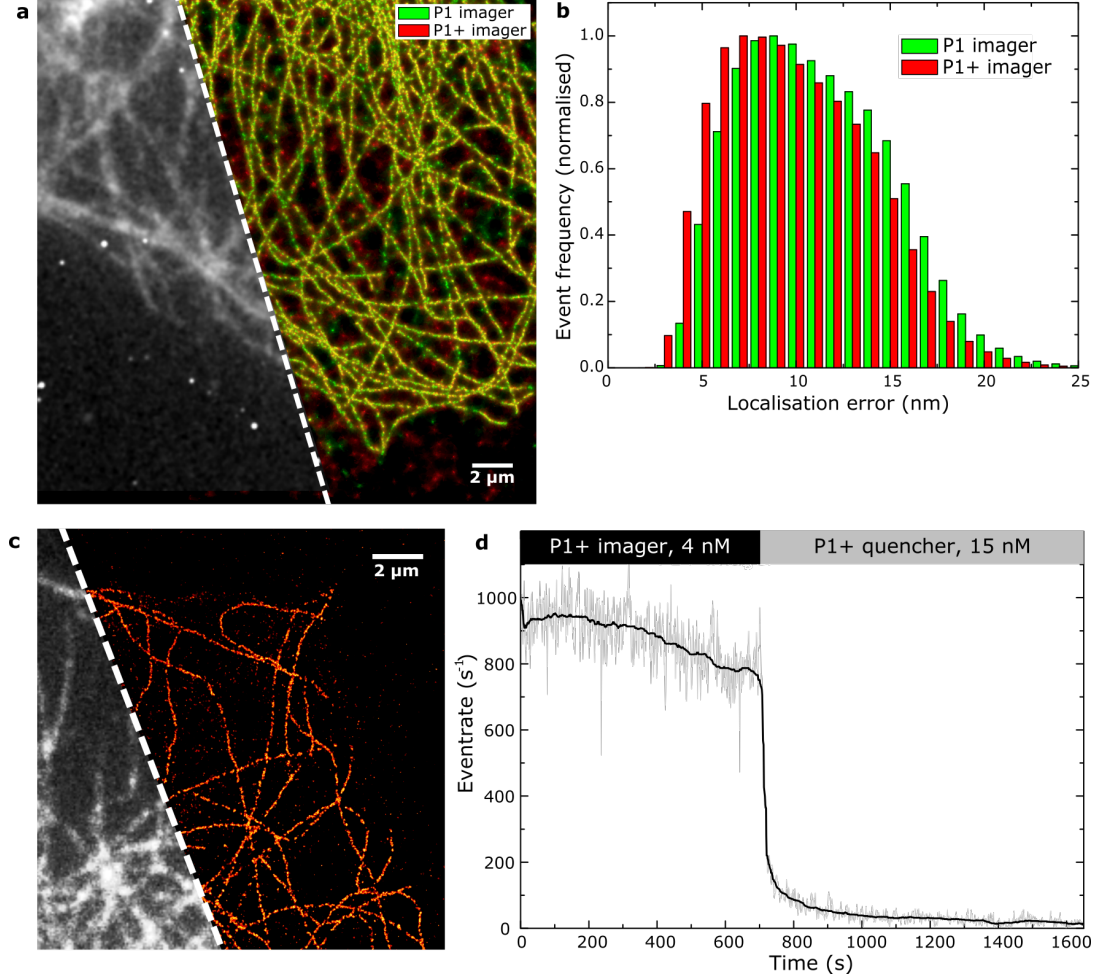 a
P1 imager
P1+ imager
2 µm
b
P1 imager
P1+ imager
Event frequency (normalised)
1.0
0.8
0.6
0.4
0.2
0.0
0 5 10 15 20 25
Localisation error (nm)
c
2 µm
d
P1+ imager, 4 nM
P1+ quencher, 15 nM
Eventrate (s⁻¹)
1000
800
600
400
200
0
0 200 400 600 800 1000 1200 1400 1600
Time (s)